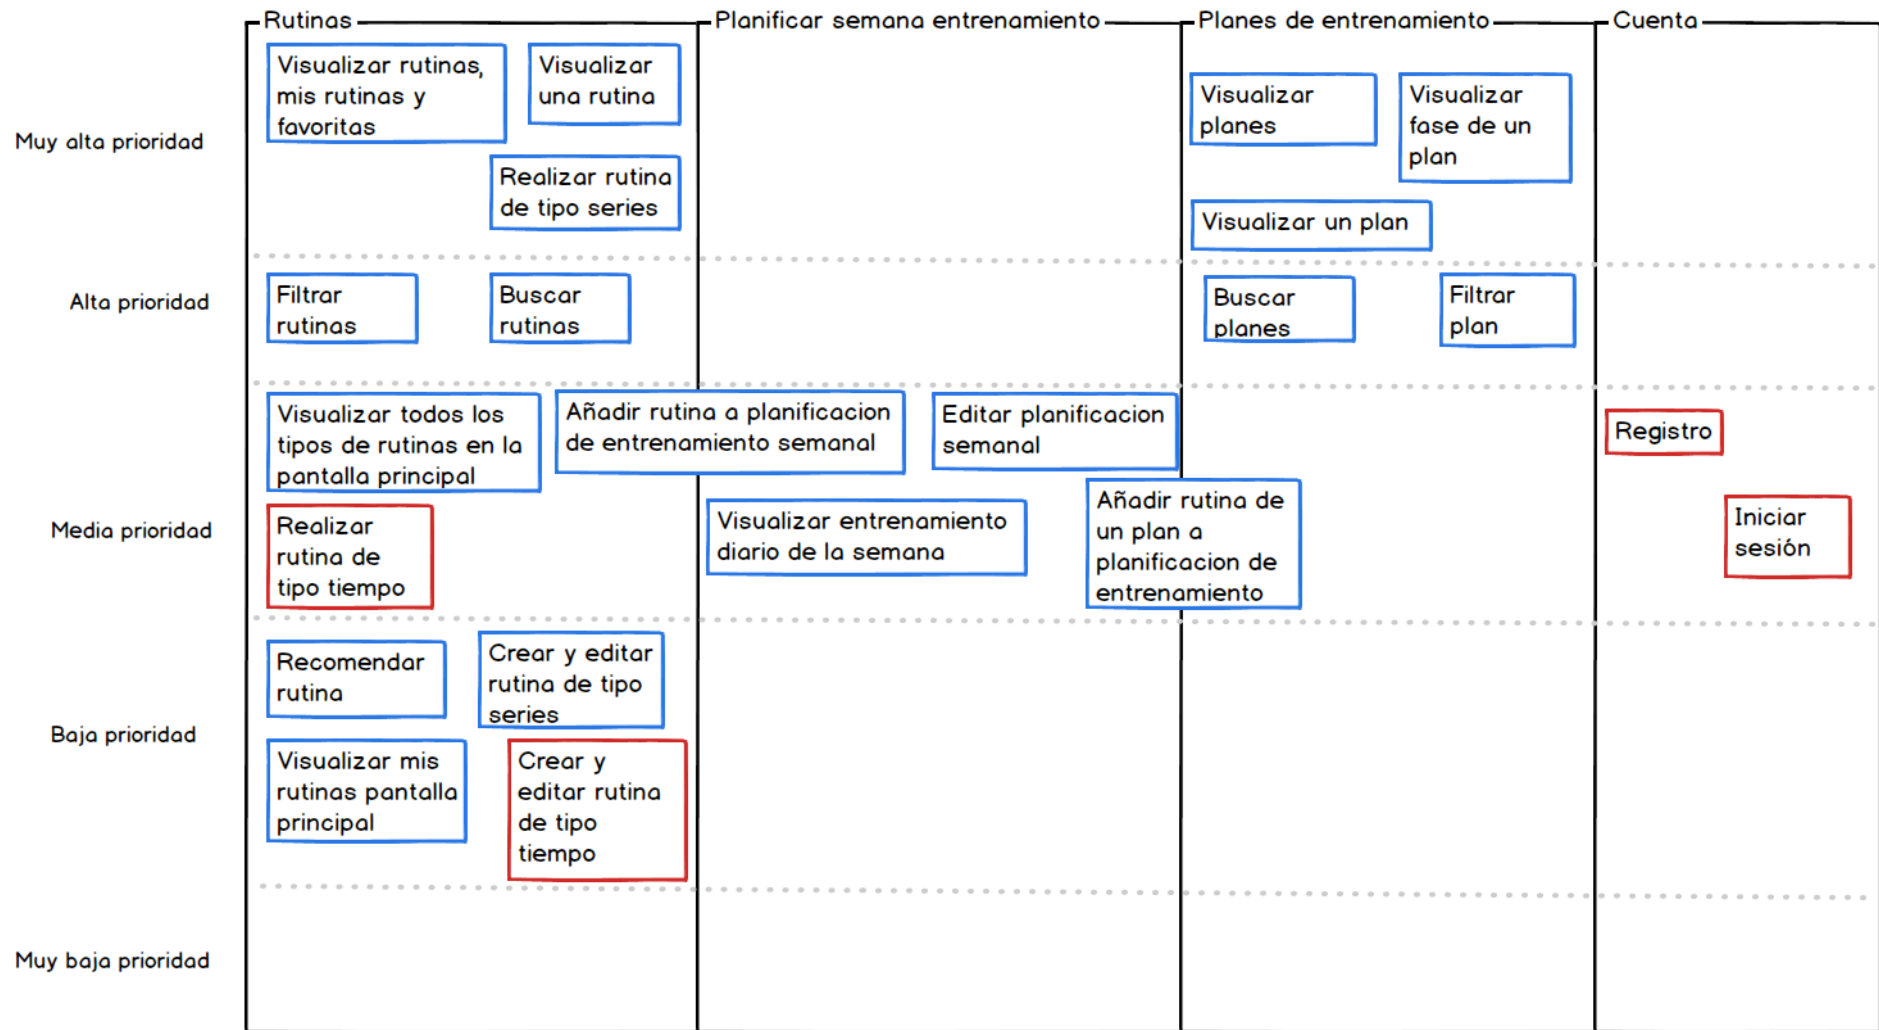 Rutinas
Planificar semana entrenamiento
Planes de entrenamiento
Cuenta
Muy alta prioridad
Visualizar rutinas,
mis rutinas y
favoritas
Visualizar
una rutina
Realizar rutina
de tipo series
Visualizar
planes
Visualizar
fase de un
plan
Visualizar un plan
Alta prioridad
Filtrar
rutinas
Buscar
rutinas
Buscar
planes
Filtrar
plan
Media prioridad
Visualizar todos los
tipos de rutinas en la
pantalla principal
Añadir rutina a planificacion
de entrenamiento semanal
Editar planificacion
semanal
Realizar
rutina de
tipo tiempo
Visualizar entrenamiento
diario de la semana
Añadir rutina de
un plan a
planificacion de
entrenamiento
Registro
Iniciar
sesión
Baja prioridad
Recomendar
rutina
Crear y editar
rutina de tipo
series
Visualizar mis
rutinas pantalla
principal
Crear y
editar rutina
de tipo
tiempo
Muy baja prioridad